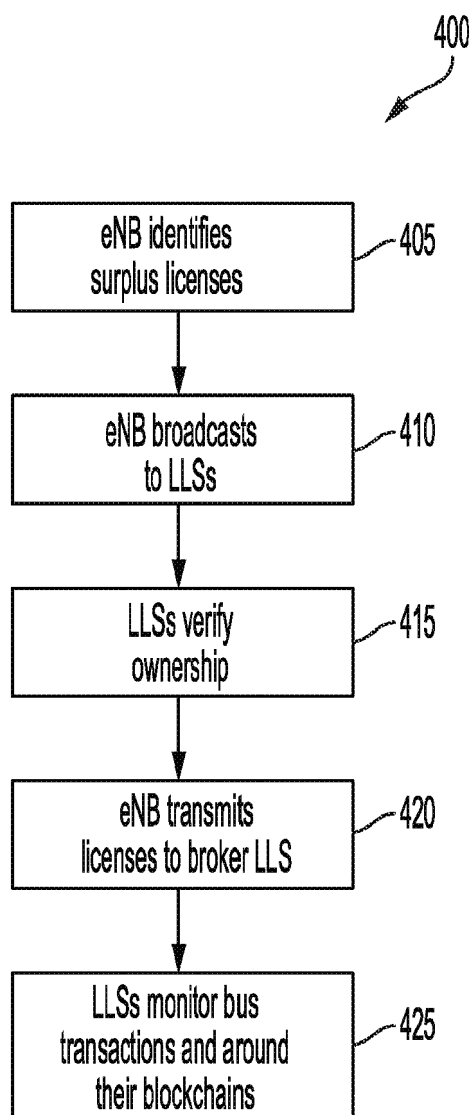 400
eNB identifies
surplus licenses
405
eNB broadcasts
to LLSs
410
LLSs verify
ownership
415
eNB transmits
licenses to broker LLS
420
LLSs monitor bus
transactions and around
their blockchains
425